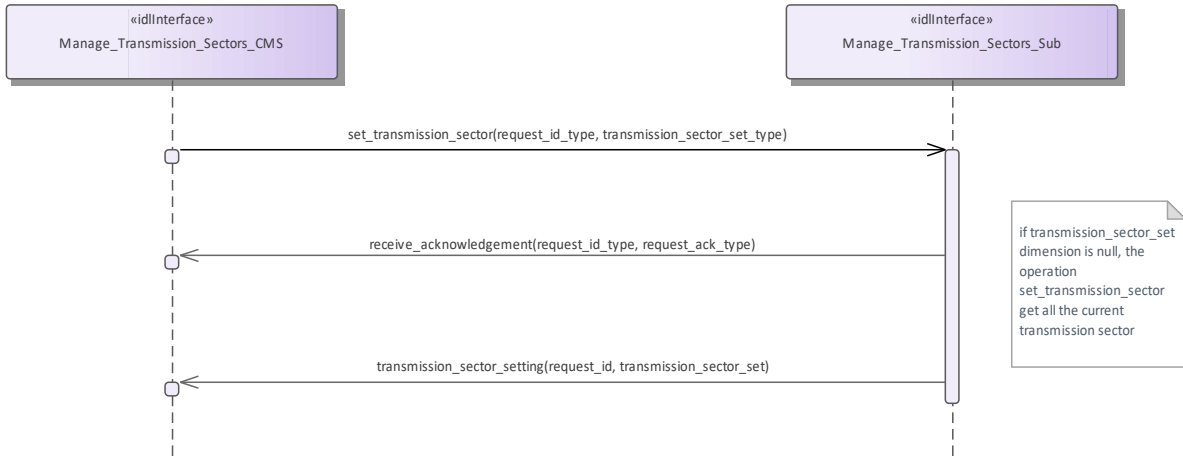 «idlInterface»
Manage_Transmission_Sectors_CMS
«idlInterface»
Manage_Transmission_Sectors_Sub
set_transmission_sector(request_id_type, transmission_sector_set_type)
receive_acknowledgement(request_id_type, request_ack_type)
if transmission_sector_set
dimension is null, the
operation
set_transmission_sector
get all the current
transmission sector
transmission_sector_setting(request_id, transmission_sector_set)